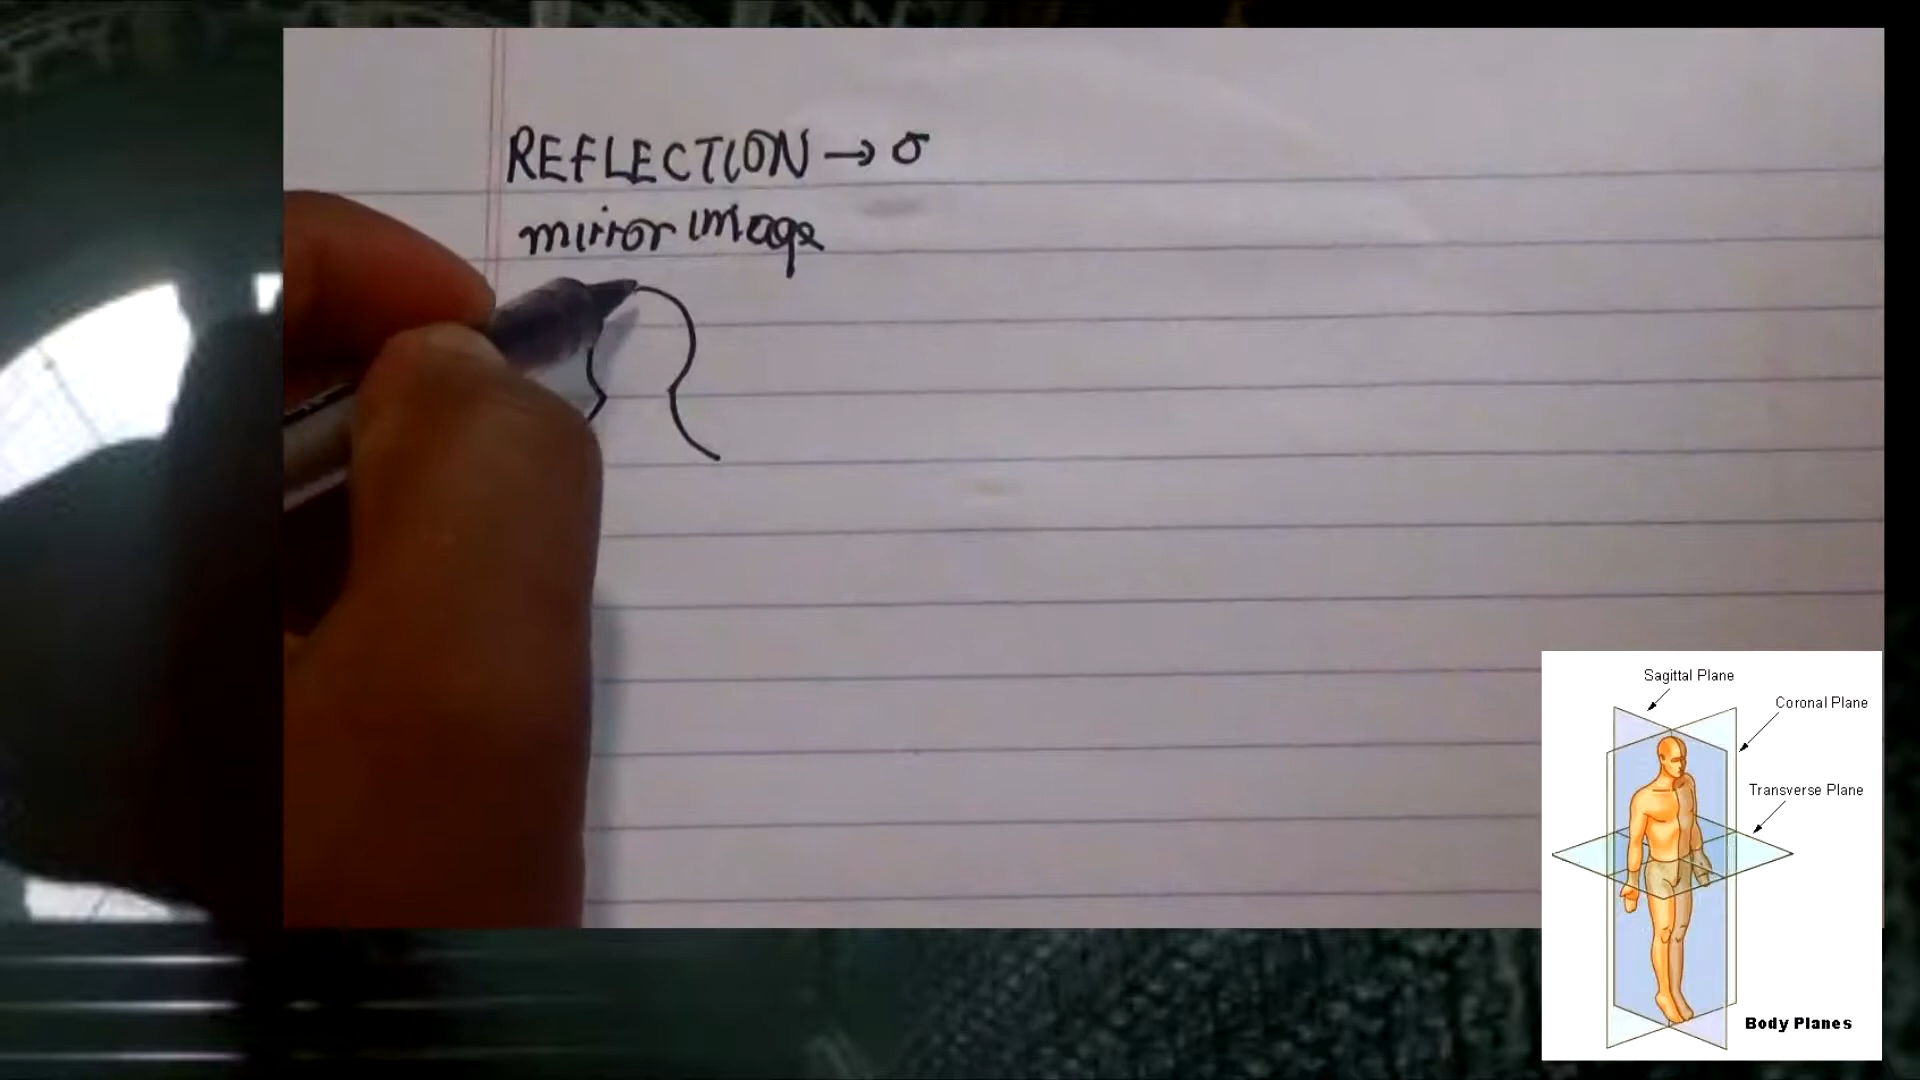 REFLECTION → σ
mirror image
Sagittal Plane
Coronal Plane
Transverse Plane
Body Planes